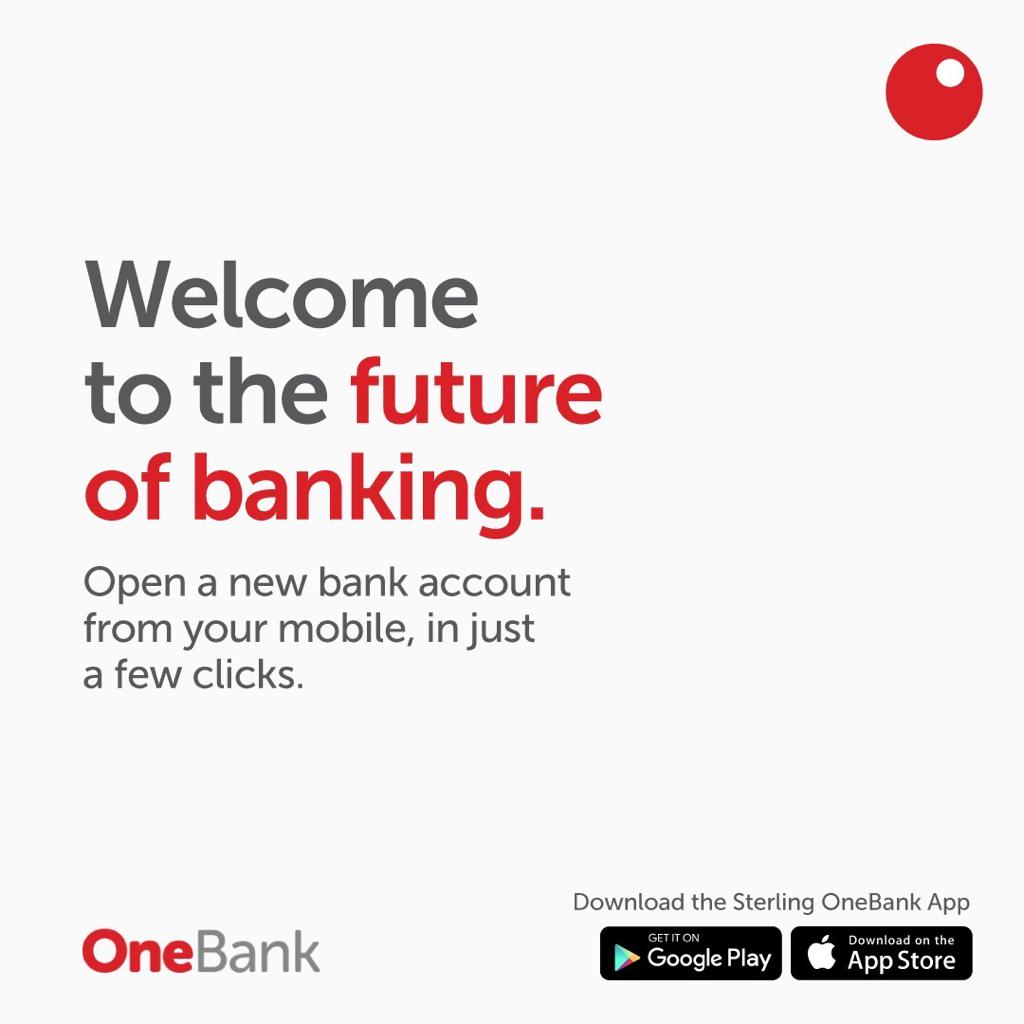 Welcome
to the future
of banking.
Open a new bank account
from your mobile, in just
a few clicks.
Download the Sterling OneBank App
OneBank
GET IT ON
Google Play
Download on the
App Store